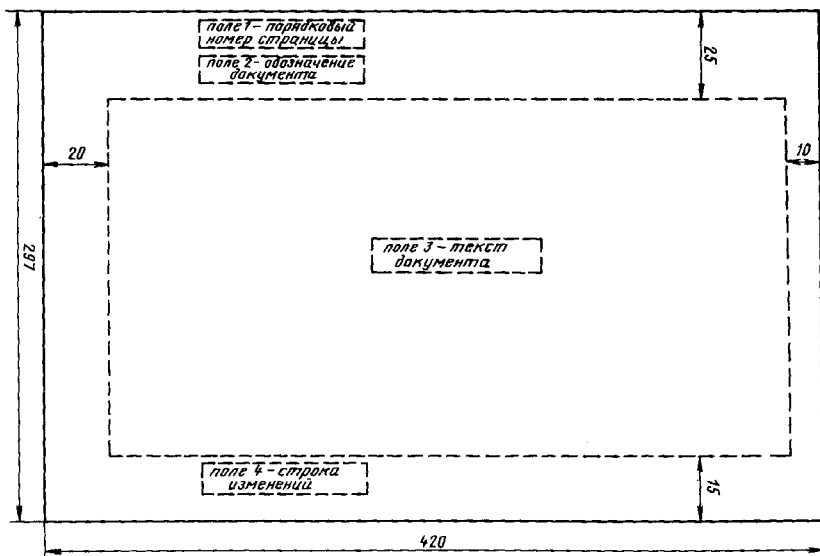 поле 1 - порядковый
номер страницы
поле 2 - обозначение
документа
25
20
10
поле 3 - текст
документа
297
поле 4 - строка
изменений
15
420